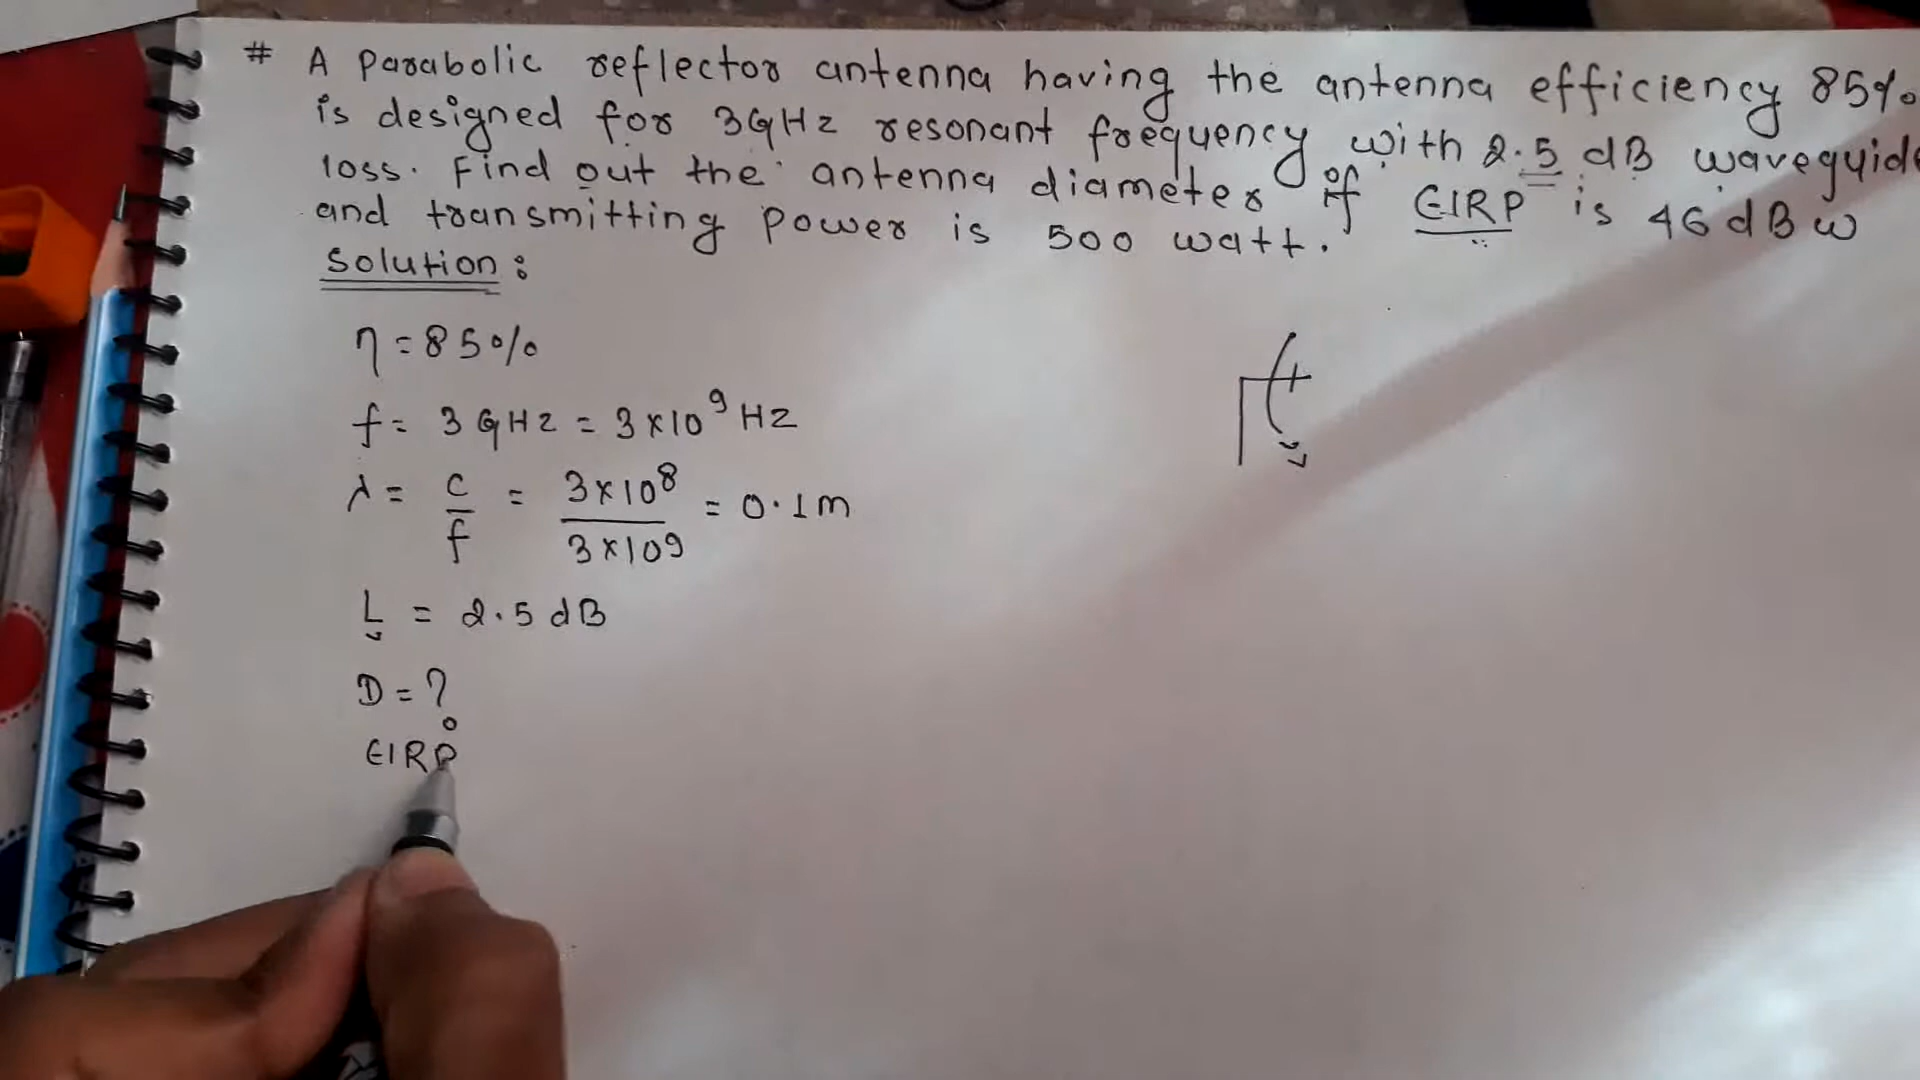 # A parabolic reflector antenna having the antenna efficiency 85%
is designed for 3GHz resonant frequency with 2.5 dB waveguide
loss. Find out the antenna diameter of if EIRP is 46 dBw
and transmitting power is 500 watt.
Solution:
η = 85%
f = 3 GHz = 3×10⁹ Hz
λ = c/f = 3×10⁸ / 3×10⁹ = 0.1m
L = 2.5 dB
D = ?
EIRP